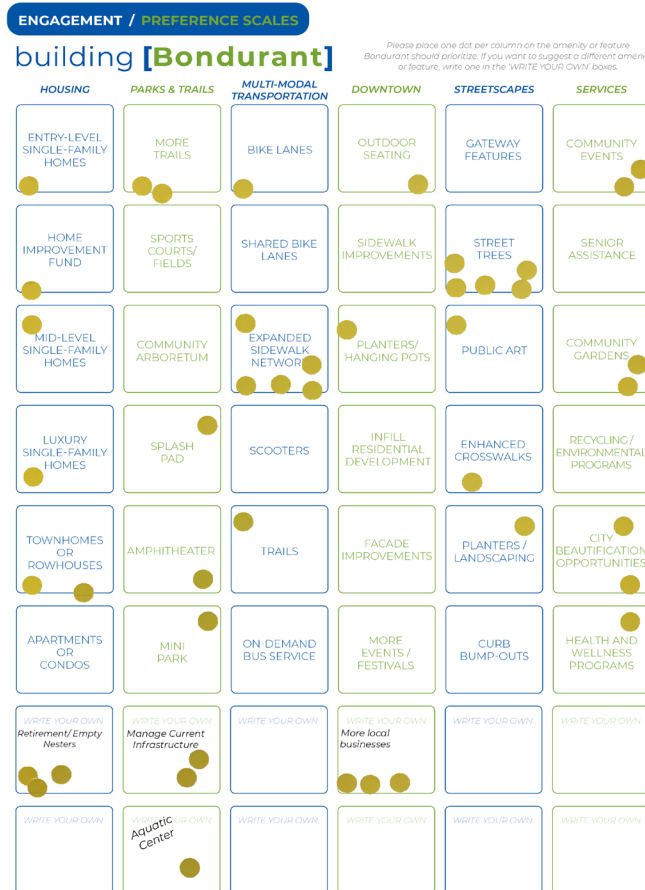 ENGAGEMENT / PREFERENCE SCALES
building [Bondurant]
Please place one dot per column on the amenity or feature
Bondurant should prioritize. If you want to suggest a different ameni
or feature, write one in the 'WRITE YOUR OWN' boxes.
HOUSING
PARKS & TRAILS
MULTI-MODAL
TRANSPORTATION
DOWNTOWN
STREETSCAPES
SERVICES
ENTRY-LEVEL
SINGLE-FAMILY
HOMES
MORE
TRAILS
BIKE LANES
OUTDOOR
SEATING
GATEWAY
FEATURES
COMMUNITY
EVENTS
HOME
IMPROVEMENT
FUND
SPORTS
COURTS/
FIELDS
SHARED BIKE
LANES
SIDEWALK
IMPROVEMENTS
STREET
TREES
SENIOR
ASSISTANCE
MID-LEVEL
SINGLE-FAMILY
HOMES
COMMUNITY
ARBORETUM
EXPANDED
SIDEWALK
NETWOR
PLANTERS/
HANGING POTS
PUBLIC ART
COMMUNITY
GARDENS
LUXURY
SINGLE-FAMILY
HOMES
SPLASH
PAD
SCOOTERS
INFILL
RESIDENTIAL
DEVELOPMENT
ENHANCED
CROSSWALKS
RECYCLING /
ENVIRONMENTAL
PROGRAMS
TOWNHOMES
OR
ROWHOUSES
AMPHITHEATER
TRAILS
FACADE
IMPROVEMENTS
PLANTERS /
LANDSCAPING
CITY
BEAUTIFICATION
OPPORTUNITIES
APARTMENTS
OR
CONDOS
MINI
PARK
ON-DEMAND
BUS SERVICE
MORE
EVENTS /
FESTIVALS
CURB
BUMP-OUTS
HEALTH AND
WELLNESS
PROGRAMS
WRITE YOUR OWN
Retirement/ Empty
Nesters
WRITE YOUR OWN
Manage Current
Infrastructure
WRITE YOUR OWN
WRITE YOUR OWN
More local
businesses
WRITE YOUR OWN
WRITE YOUR OWN
WRITE YOUR OWN
WRITE YOUR OWN
Aquatic
Center
WRITE YOUR OWN
WRITE YOUR OWN
WRITE YOUR OWN
WRITE YOUR OWN